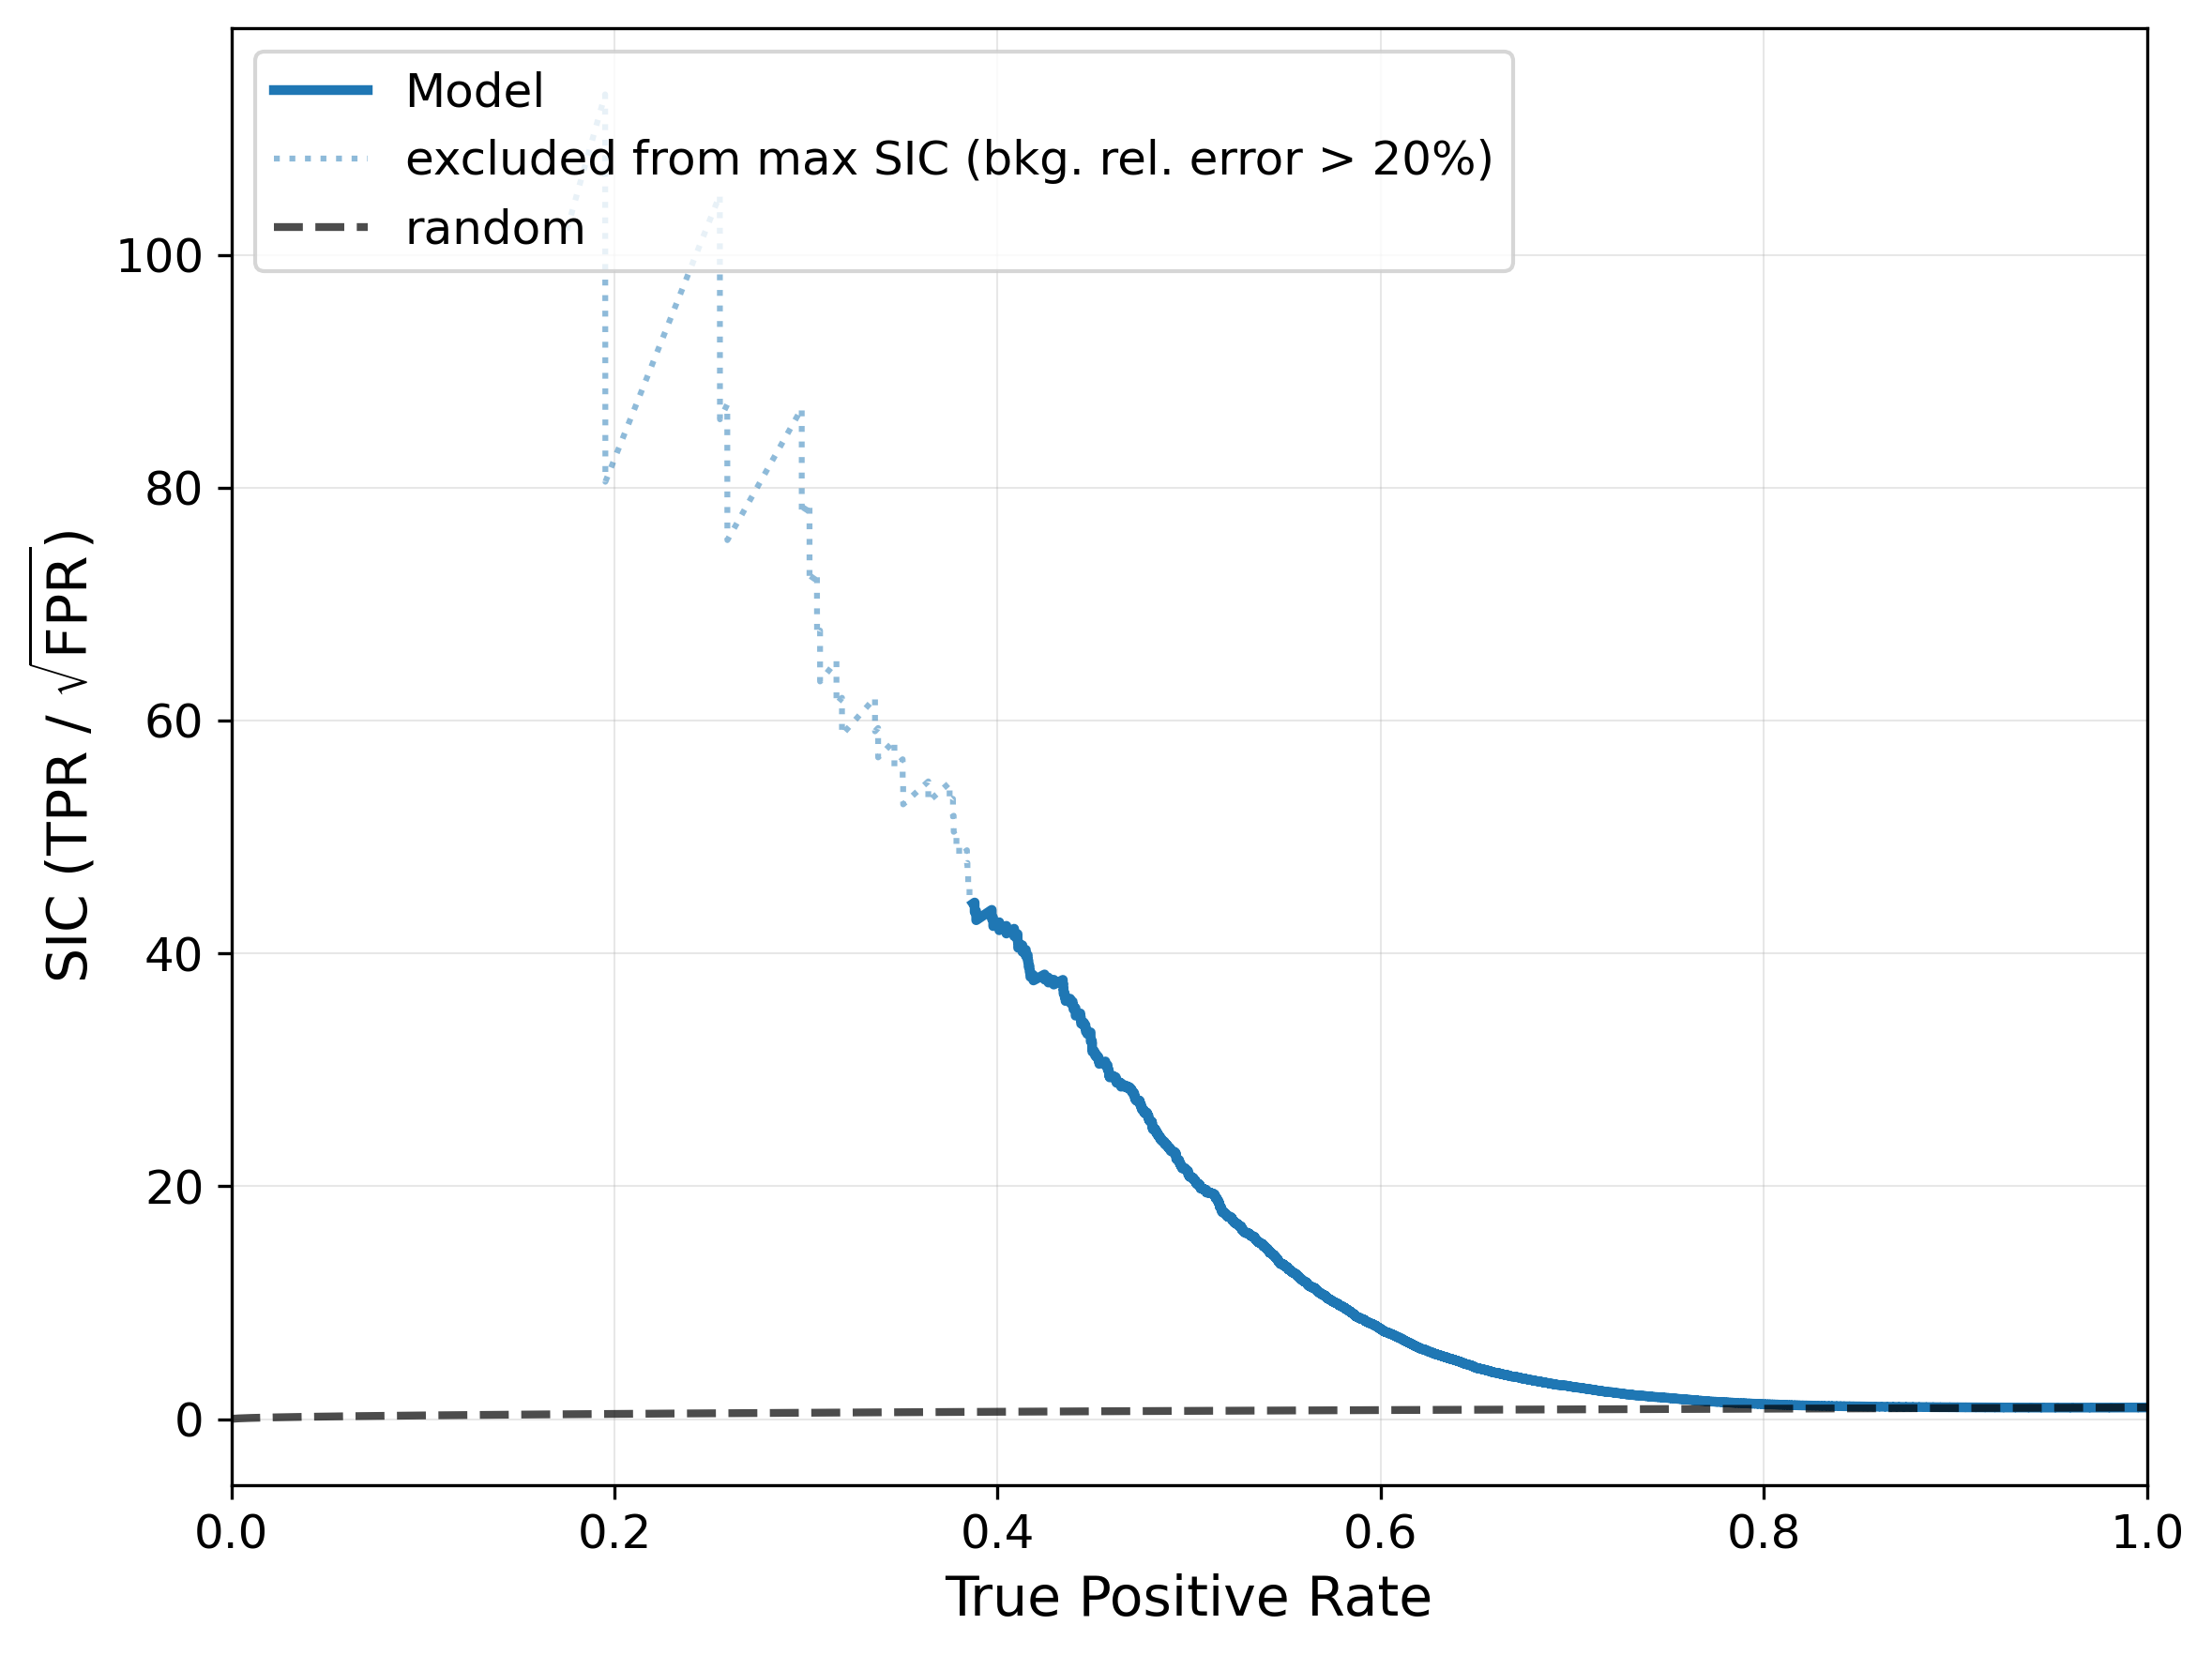 Model
excluded from max SIC (bkg. rel. error > 20%)
random
100
80
60
40
20
0
SIC (TPR / √FPR)
0.0 0.2 0.4 0.6 0.8 1.0
True Positive Rate